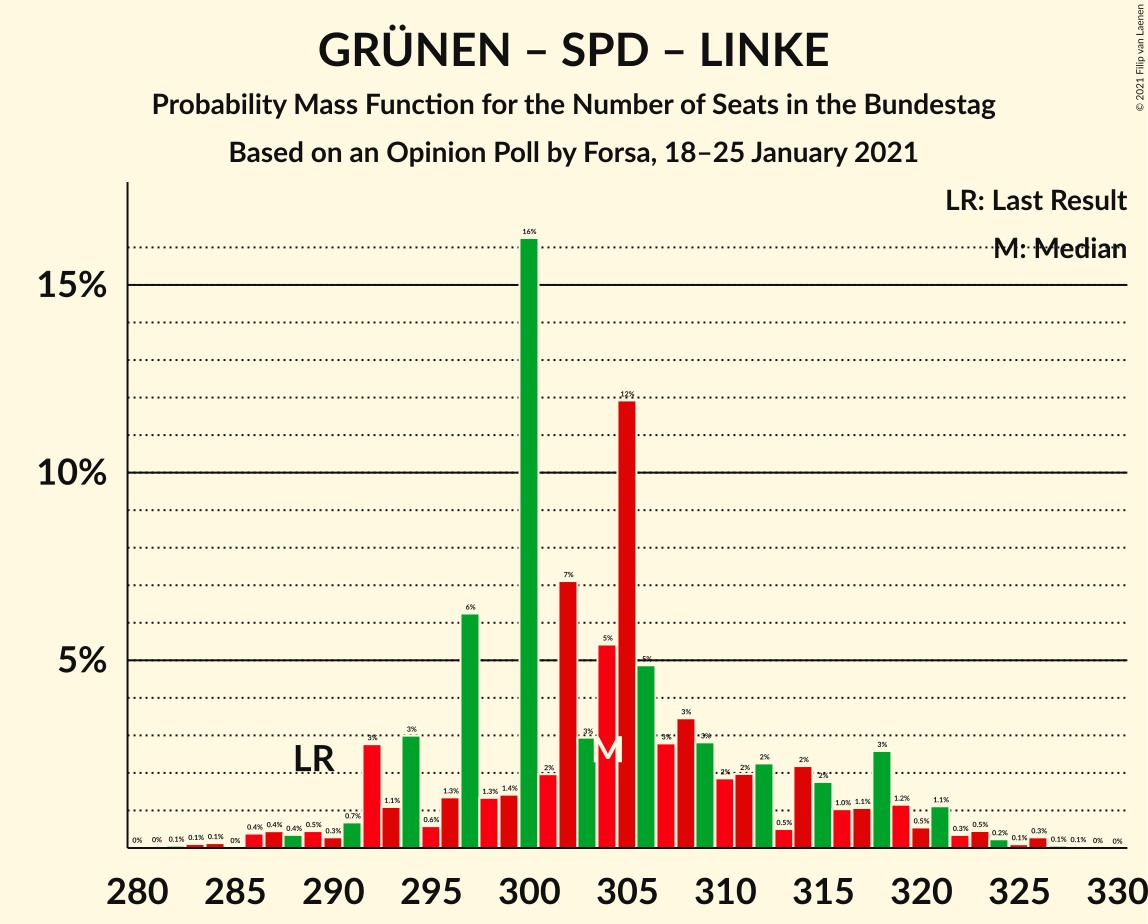 GRÜNEN – SPD – LINKE
Probability Mass Function for the Number of Seats in the Bundestag
Based on an Opinion Poll by Forsa, 18–25 January 2021
© 2021 Filip van Laenen
LR: Last Result
M: Median
15%
10%
5%
LR
M
0% 0% 0.1% 0.1% 0.1% 0% 0.4% 0.4% 0.4% 0.5% 0.3% 0.7% 3% 1.1% 3% 0.6% 1.3% 6% 1.3% 1.4% 16% 2% 7% 3% 5% 12% 5% 3% 3% 3% 2% 2% 2% 0.5% 2% 2% 1.0% 1.1% 3% 1.2% 0.5% 1.1% 0.3% 0.5% 0.2% 0.1% 0.3% 0.1% 0.1% 0% 0%
280 285 290 295 300 305 310 315 320 325 330